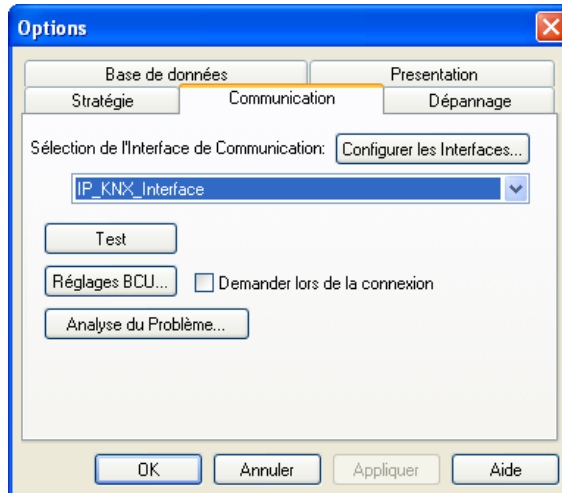 Options
Base de données
Presentation
Stratégie
Communication
Dépannage
Sélection de l'Interface de Communication:
Configurer les Interfaces...
IP_KNX_Interface
Test
Réglages BCU...
Demander lors de la connexion
Analyse du Problème...
OK
Annuler
Appliquer
Aide